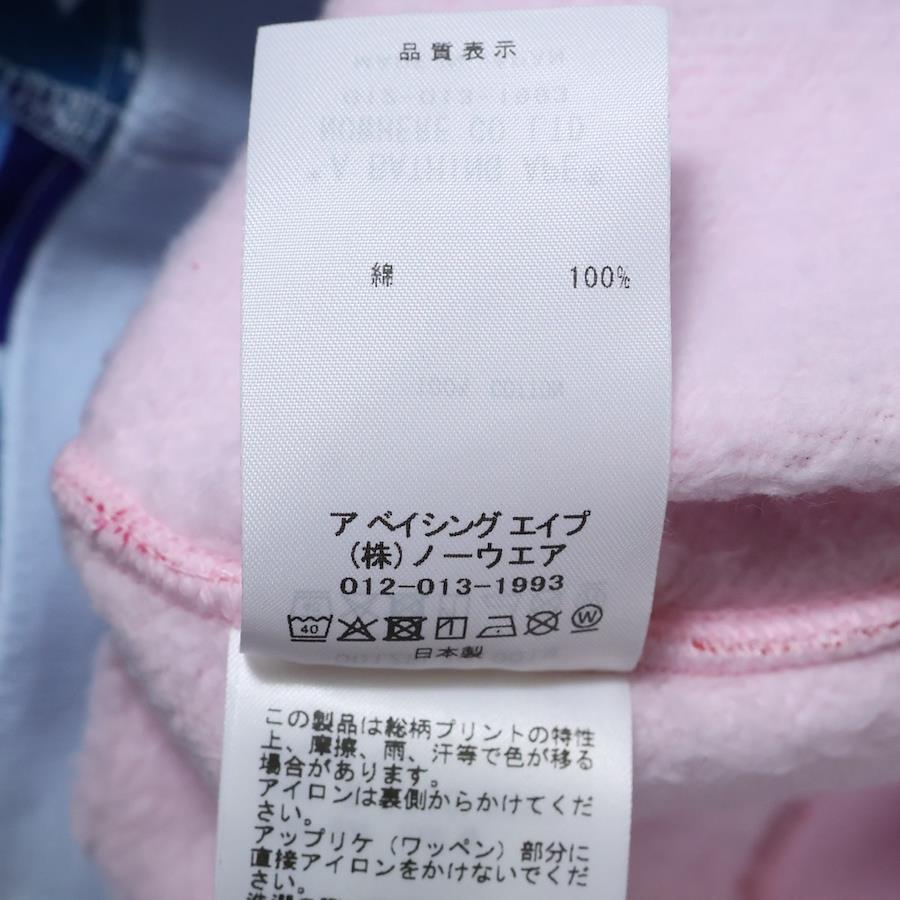 品質表示
綿 100%
ア ベイシング エイプ
(株)ノーウエア
012-013-1993
40
W
日本製
この製品は総柄プリントの特性
上、摩擦、雨、汗等で色が移る
場合があります。
アイロンは裏側からかけてくだ
さい。
アップリケ(ワッペン)部分に
直接アイロンをかけないでくだ
さい。